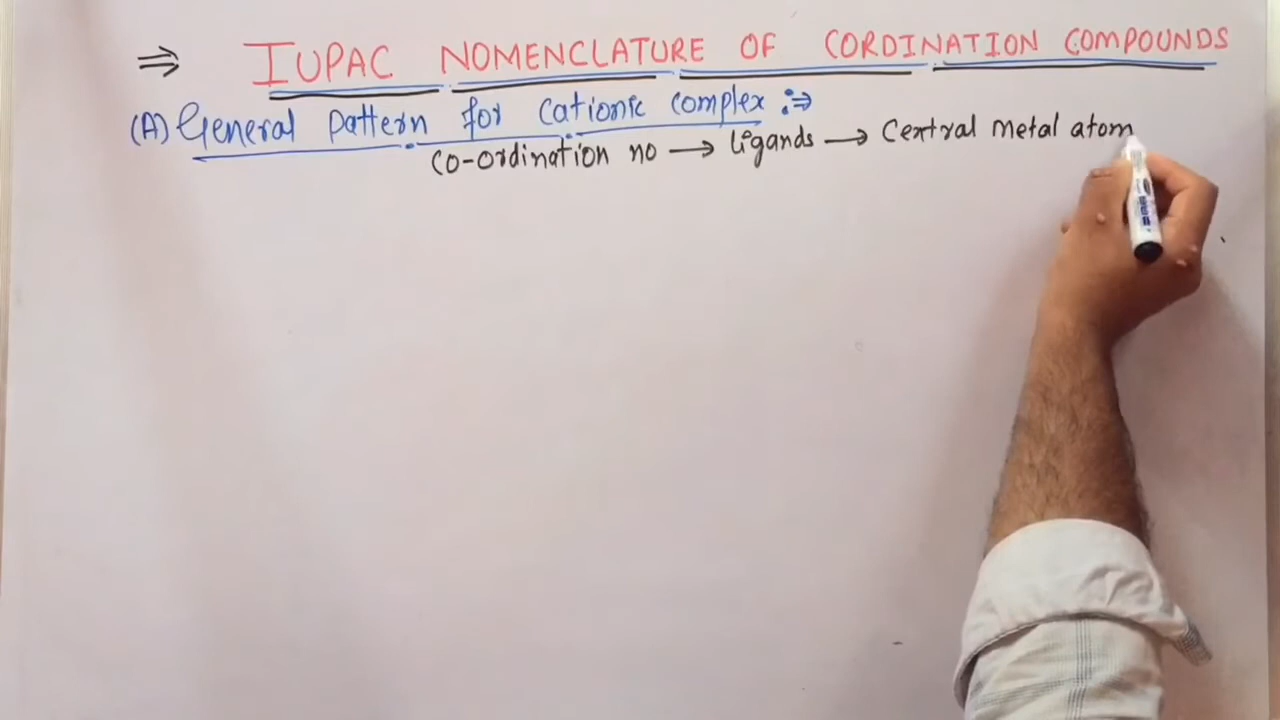 ⇒ IUPAC NOMENCLATURE OF CORDINATION COMPOUNDS
(A) General pattern for cationic complex :⇒
Co-ordination no → ligands → Central metal atom